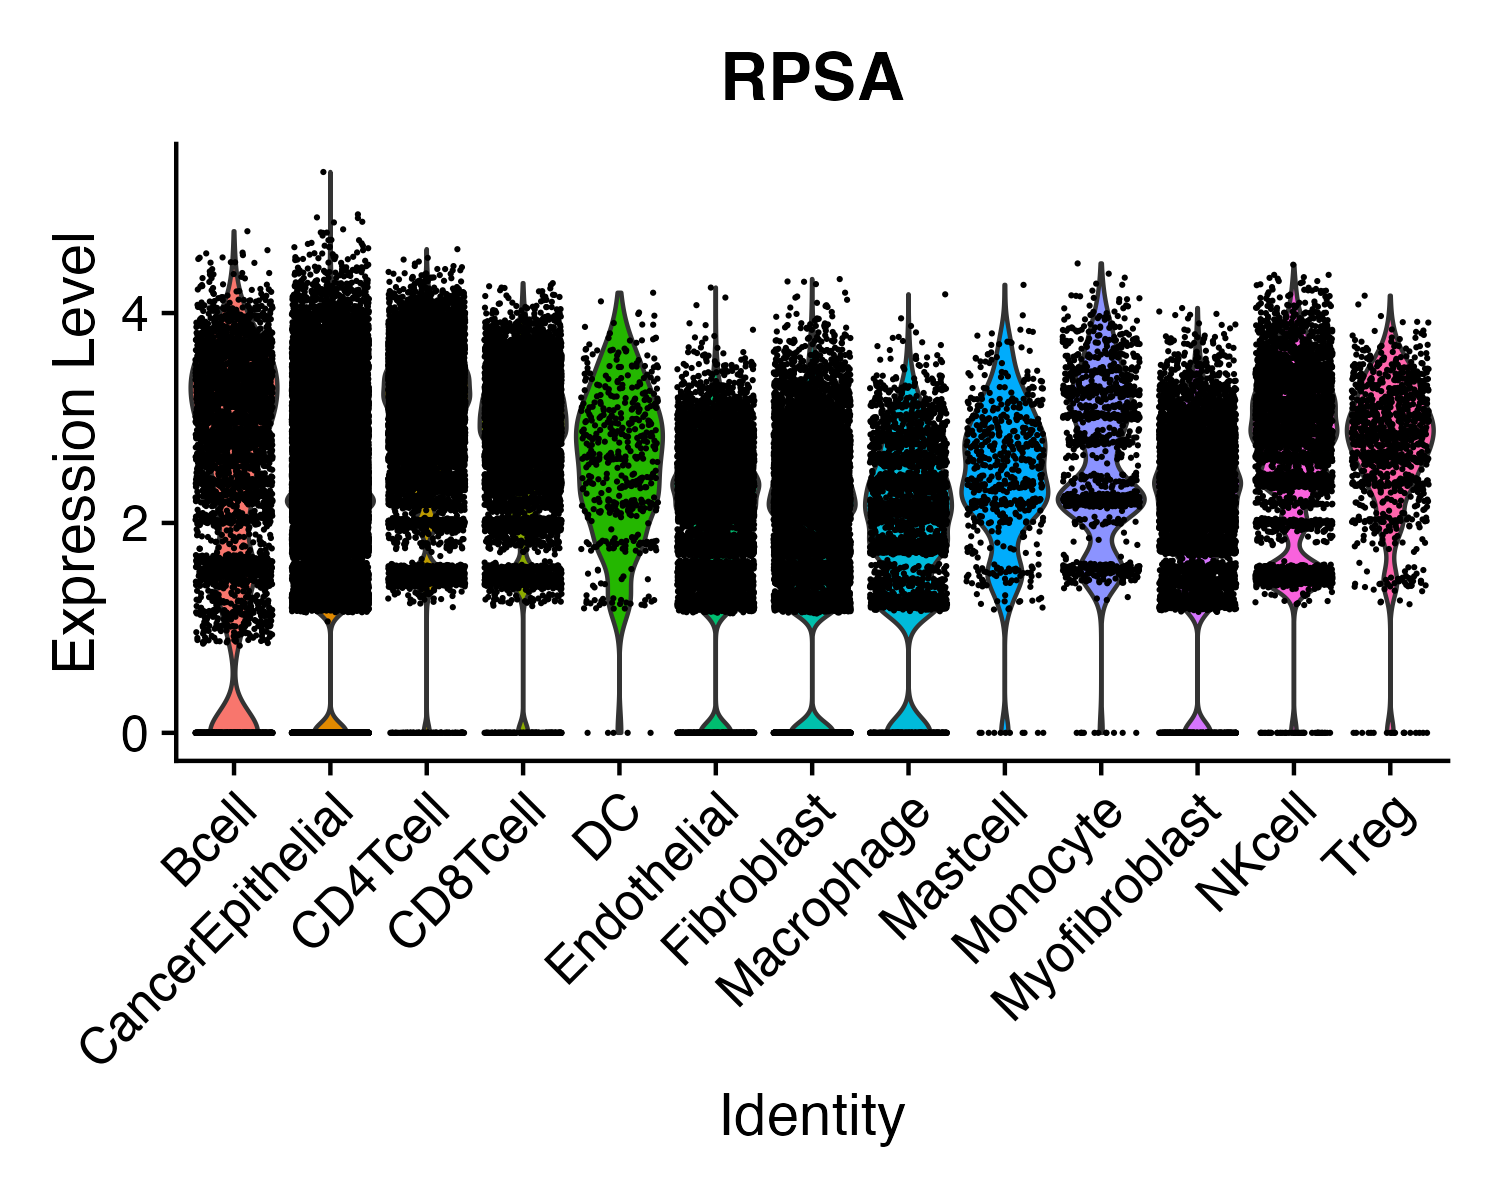 RPSA
Expression Level
4
2
0
Bcell
CancerEpithelial
CD4Tcell
CD8Tcell
DC
Endothelial
Fibroblast
Macrophage
Mastcell
Monocyte
Myofibroblast
NKcell
Treg
Identity